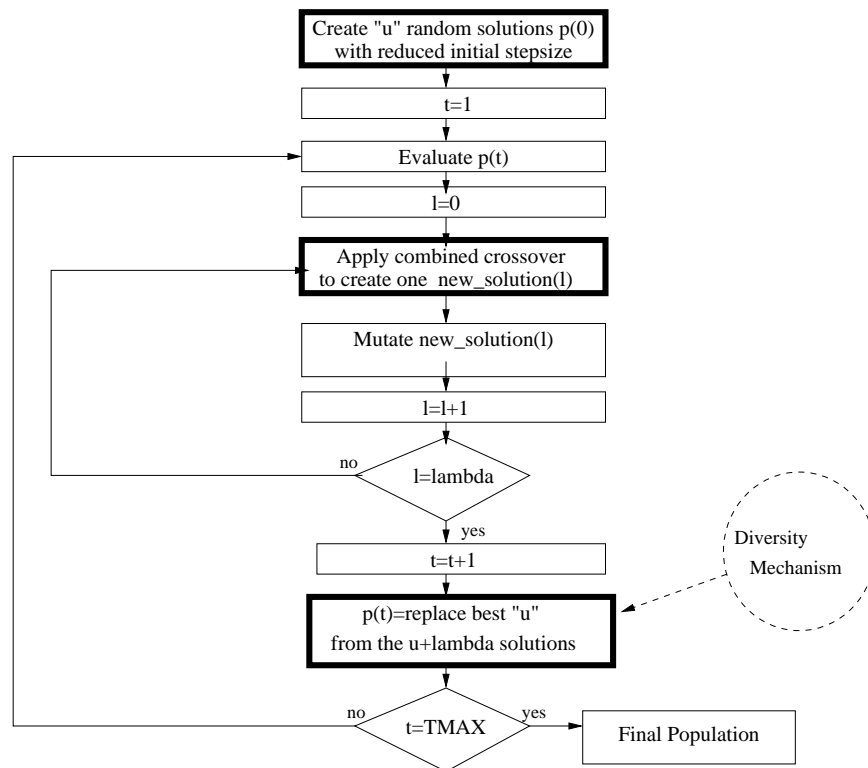 Create "u" random solutions p(0)
with reduced initial stepsize
t=1
Evaluate p(t)
l=0
Apply combined crossover
to create one new_solution(l)
Mutate new_solution(l)
l=l+1
no
l=lambda
yes
t=t+1
Diversity
Mechanism
p(t)=replace best "u"
from the u+lambda solutions
no
t=TMAX
yes
Final Population